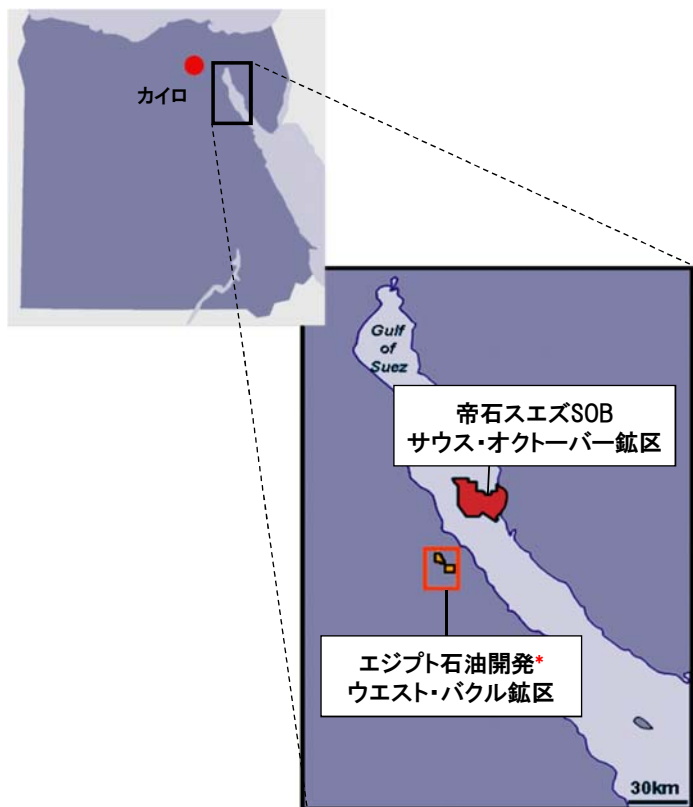 カイロ
Gulf
of
Suez
帝石スエズSOB
サウス・オクトーバー鉱区
エジプト石油開発*
ウエスト・バクル鉱区
30km